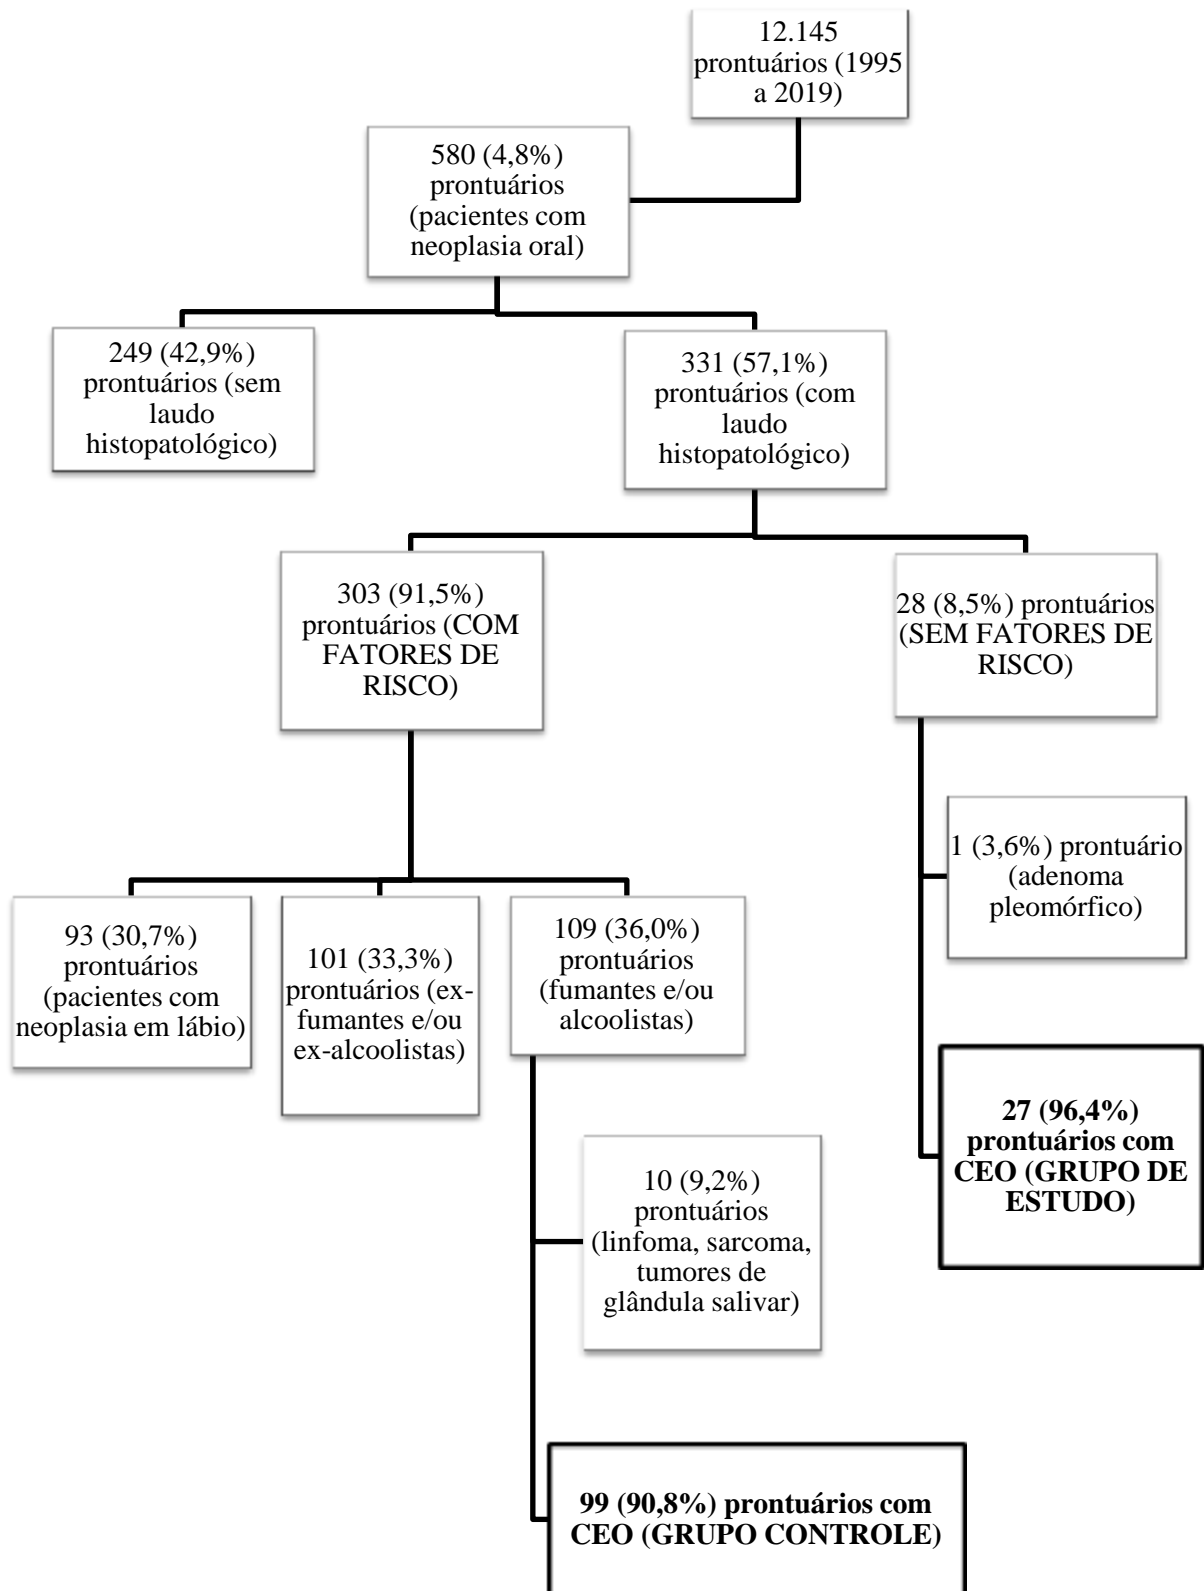 12.145
prontuários (1995
a 2019)
580 (4,8%)
prontuários
(pacientes com
neoplasia oral)
249 (42,9%)
prontuários (sem
laudo
histopatológico)
331 (57,1%)
prontuários (com
laudo
histopatológico)
303 (91,5%)
prontuários (COM
FATORES DE
RISCO)
28 (8,5%) prontuários
(SEM FATORES DE
RISCO)
1 (3,6%) prontuário
(adenoma
pleomórfico)
93 (30,7%)
prontuários
(pacientes com
neoplasia em lábio)
101 (33,3%)
prontuários (ex-
fumantes e/ou
ex-alcoolistas)
109 (36,0%)
prontuários
(fumantes e/ou
alcoolistas)
27 (96,4%)
prontuários com
CEO (GRUPO DE
ESTUDO)
10 (9,2%)
prontuários
(linfoma, sarcoma,
tumores de
glândula salivar)
99 (90,8%) prontuários com
CEO (GRUPO CONTROLE)